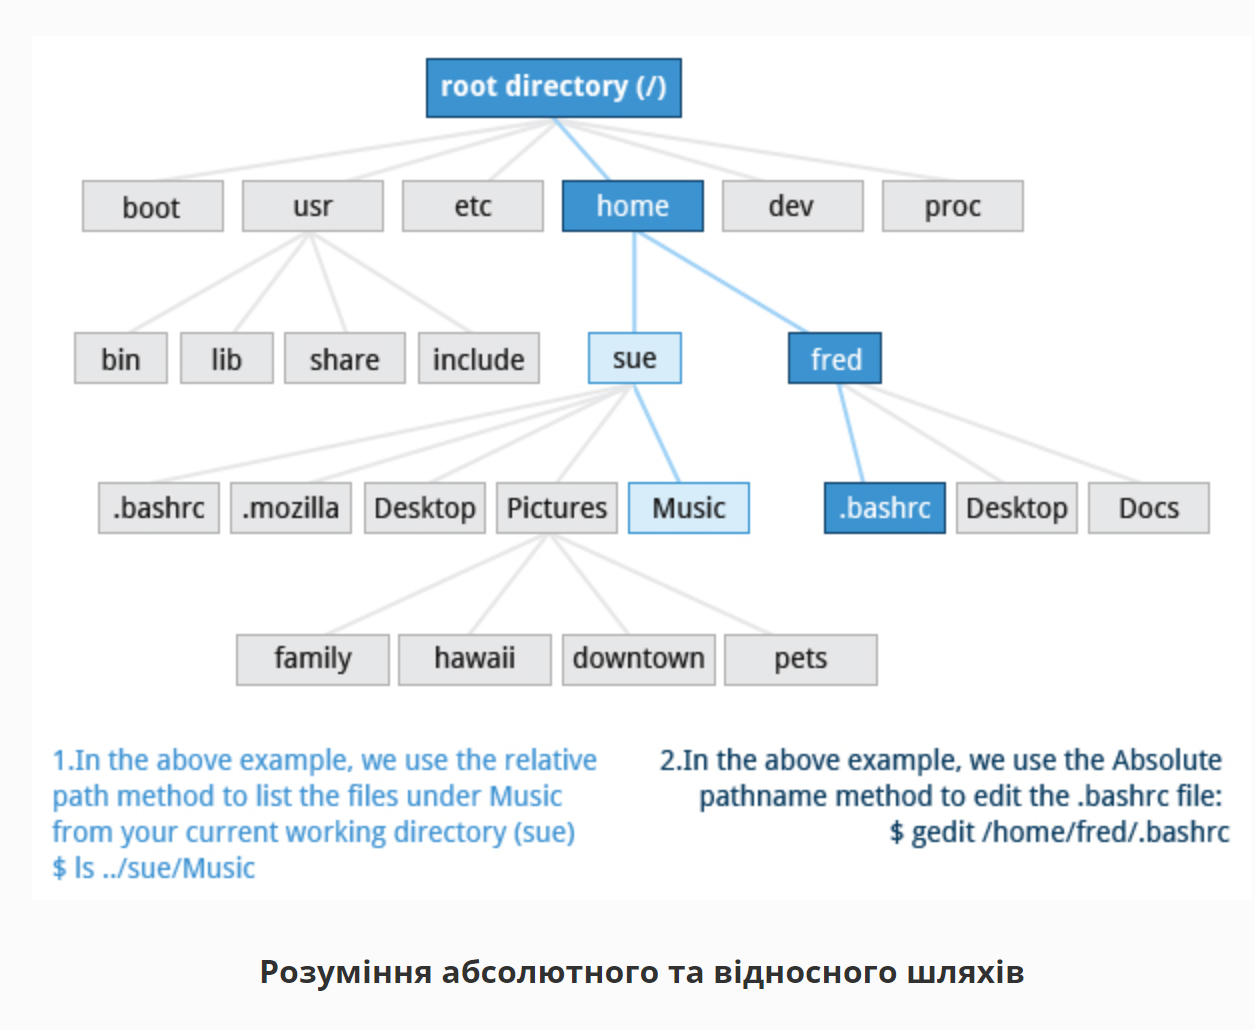 root directory (/)
boot usr etc home dev proc
bin lib share include sue fred
.bashrc .mozilla Desktop Pictures Music .bashrc Desktop Docs
family hawaii downtown pets
1.In the above example, we use the relative
path method to list the files under Music
from your current working directory (sue)
$ ls ../sue/Music
2.In the above example, we use the Absolute
pathname method to edit the .bashrc file:
$ gedit /home/fred/.bashrc
Розуміння абсолютного та відносного шляхів